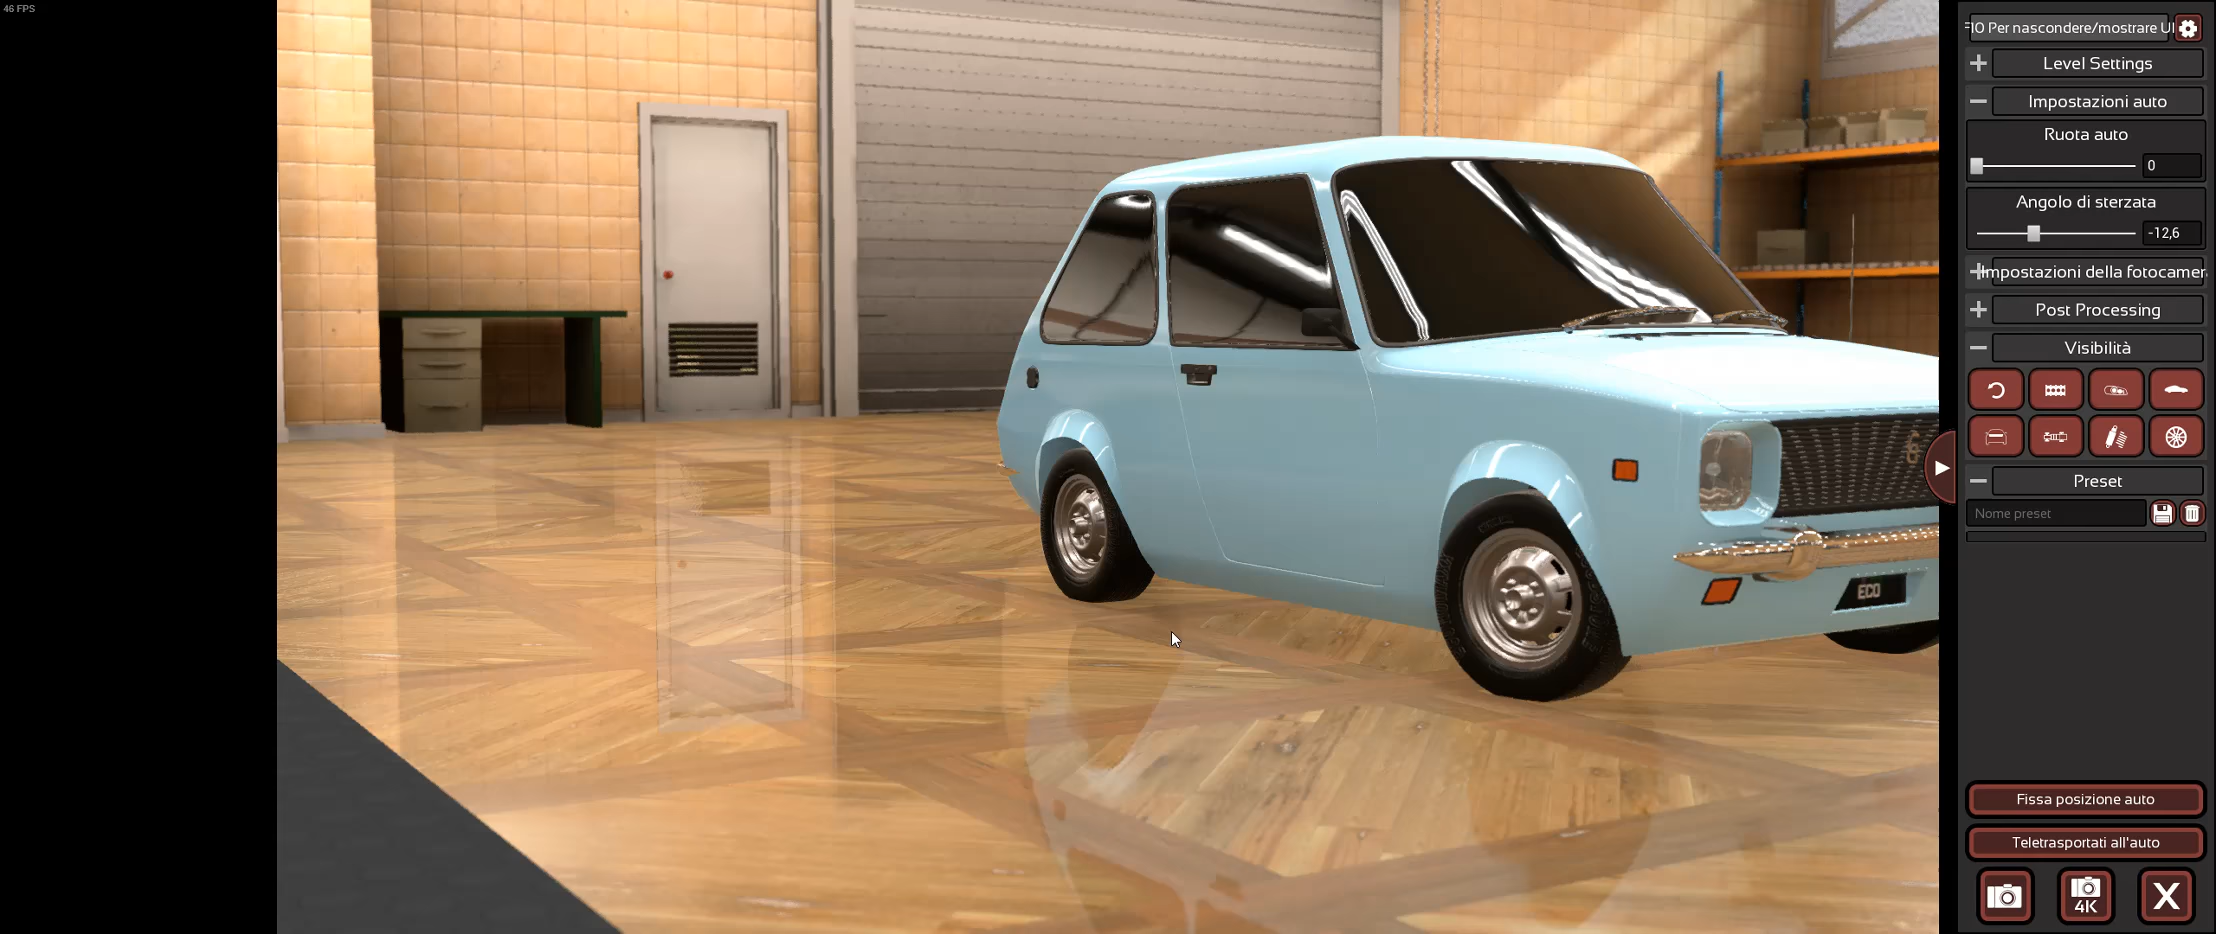 46 FPS
F10 Per nascondere/mostrare UI
Level Settings
Impostazioni auto
Ruota auto
0
Angolo di sterzata
-12,6
Impostazioni della fotocamer
Post Processing
Visibilità
Preset
Nome preset
ECO
Fissa posizione auto
Teletrasportati all'auto
4K